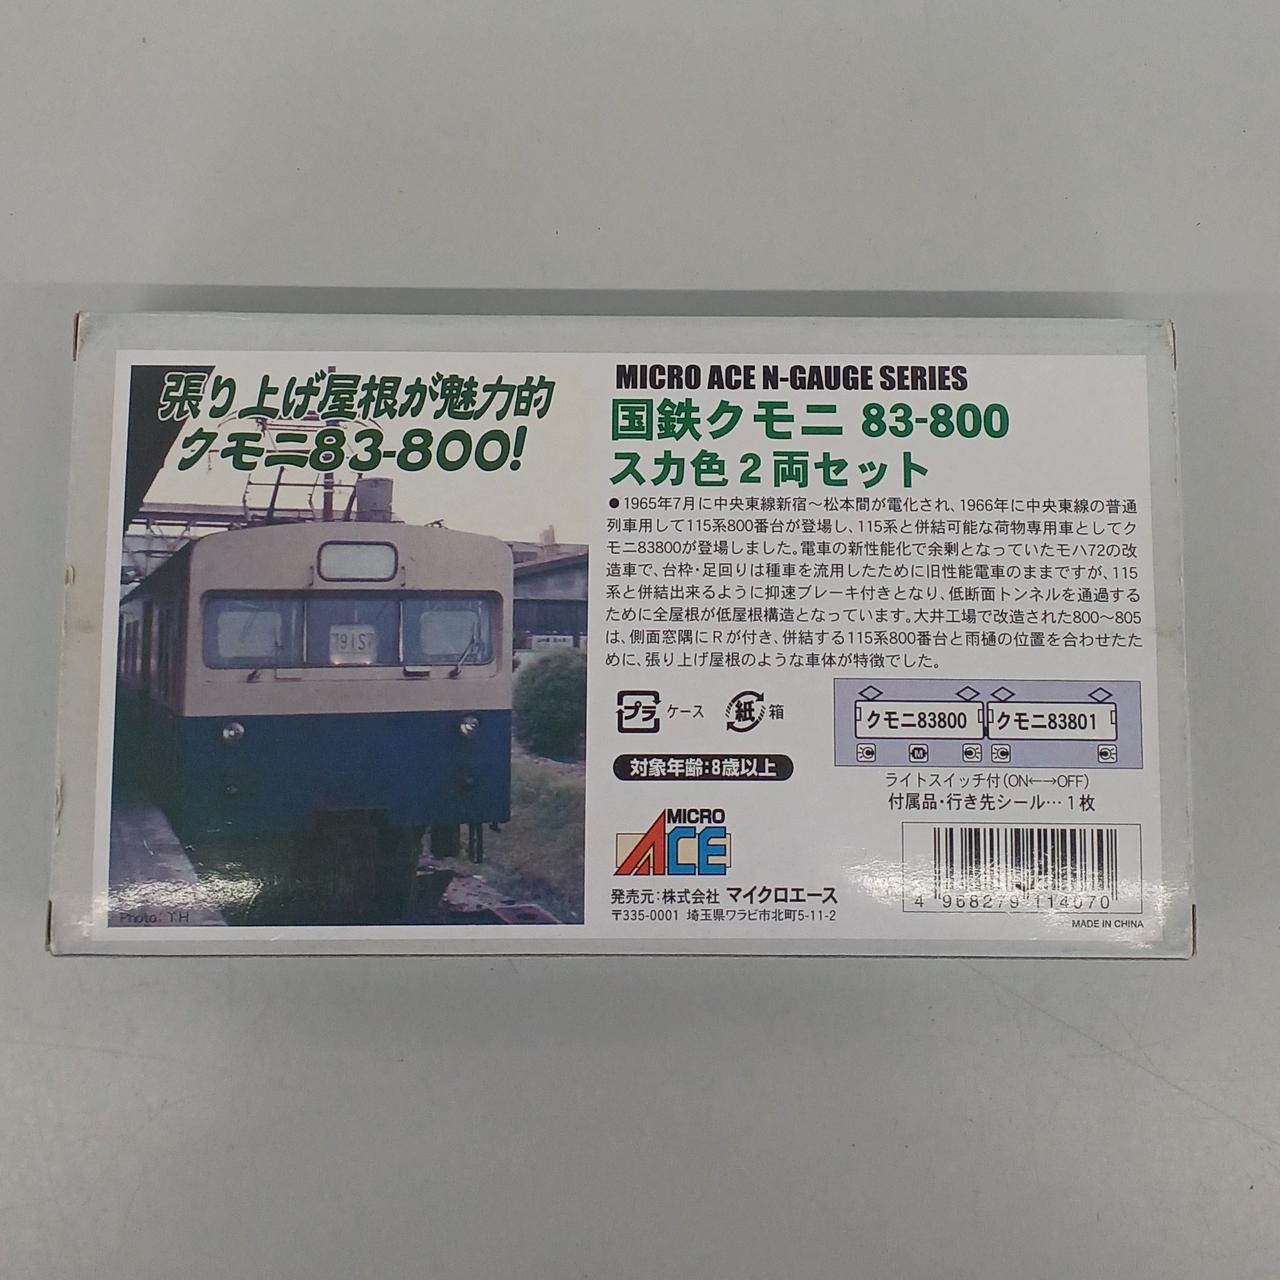 張り上げ屋根が魅力的
クモニ83-800!
91S
Photo: YH
MICRO ACE N-GAUGE SERIES
国鉄クモニ 83-800
スカ色2両セット
●1965年7月に中央東線新宿〜松本間が電化され、1966年に中央東線の普通
列車用して115系800番台が登場し、115系と併結可能な荷物専用車としてク
モニ83800が登場しました。電車の新性能化で余剰となっていたモハ72の改
造車で、台枠・足回りは種車を流用したために旧性能電車のままですが、115
系と併結出来るように抑速ブレーキ付きとなり、低断面トンネルを通過する
ために全屋根が低屋根構造となっています。大井工場で改造された800〜805
は、側面窓隅にRが付き、併結する115系800番台と雨樋の位置を合わせたた
めに、張り上げ屋根のような車体が特徴でした。
プラ ケース 紙 箱
クモニ83800 クモニ83801
M
対象年齢:8歳以上
ライトスイッチ付(ON←→OFF)
付属品・行き先シール…1枚
MICRO
ACE
発売元:株式会社 マイクロエース
〒335-0001 埼玉県ワラビ市北町5-11-2
4 968279 114070
MADE IN CHINA